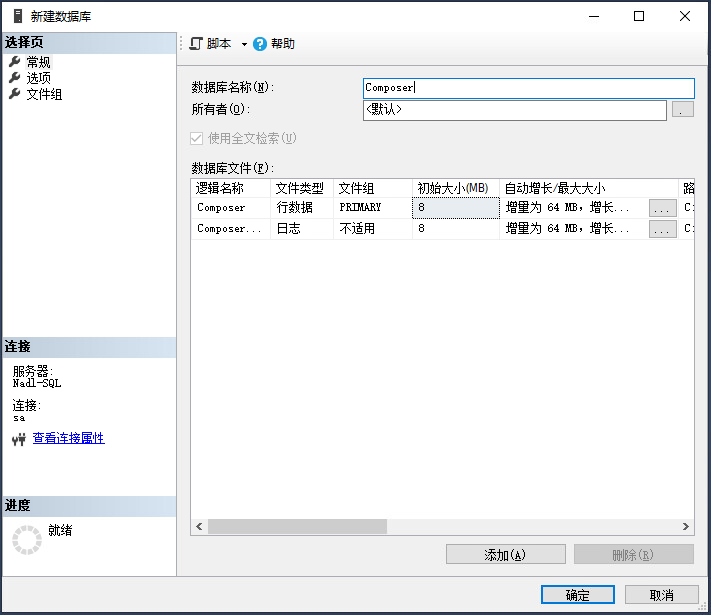 新建数据库
选择页
常规
选项
文件组
脚本 帮助
数据库名称(N): Composer
所有者(O): <默认> .
使用全文检索(U)
数据库文件(F):
逻辑名称 文件类型 文件组 初始大小(MB) 自动增长/最大大小 路
Composer 行数据 PRIMARY 8 增量为 64 MB，增长... ... C:
Composer... 日志 不适用 8 增量为 64 MB，增长... ... C:
连接
服务器:
Nadl-SQL
连接:
sa
查看连接属性
进度
就绪
添加(A) 删除(R)
确定 取消